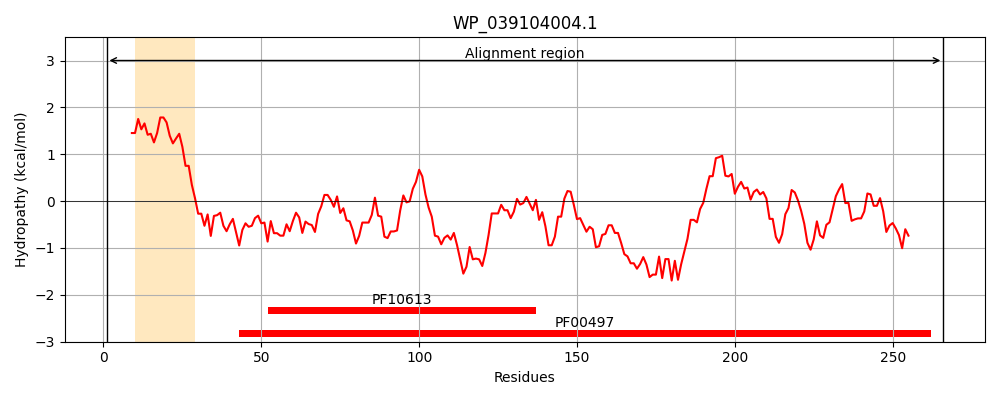 WP_039104004.1
Alignment region
Hydropathy (kcal/mol)
3
2
1
0
−1
−2
−3
PF10613
PF00497
0 50 100 150 200 250
Residues